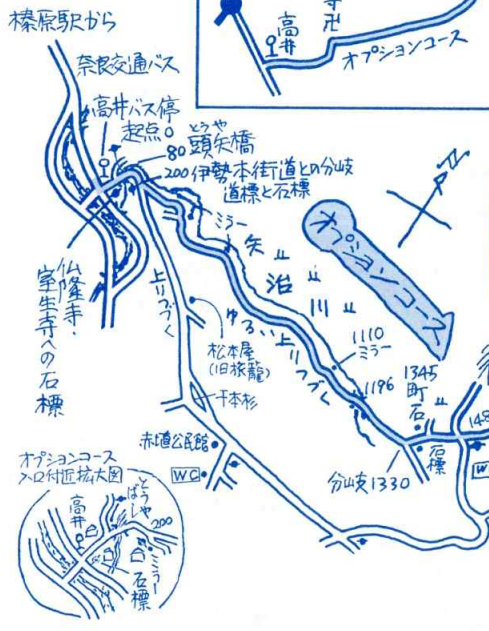 榛原駅から
奈良交通バス
高井バス停
起点0
とうや
80 頭矢橋
200 伊勢本街道との分岐
道標と石標
ミラー
仏隆寺・
室生寺への石標
上りつづく
矢治川
ゆるい上りつづく
松本屋
(旧旅籠)
千本杉
1110
ミラー
1196
1345
町石
石標
148
分岐1330
赤埴公民館
WC
オプションコース
高井
オプションコース
オプションコース
入口付近拡大図
高井
とうやばし
200
ミラー
石標